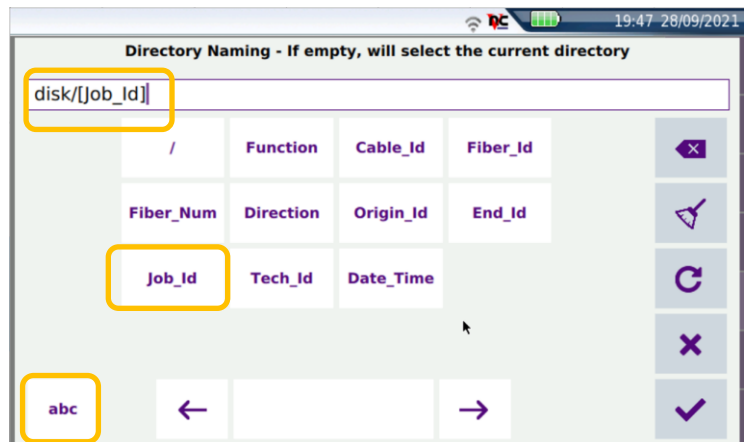 19:47 28/09/2021
Directory Naming - If empty, will select the current directory
disk/[Job_Id]
/ Function Cable_Id Fiber_Id
Fiber_Num Direction Origin_Id End_Id
Job_Id Tech_Id Date_Time
abc